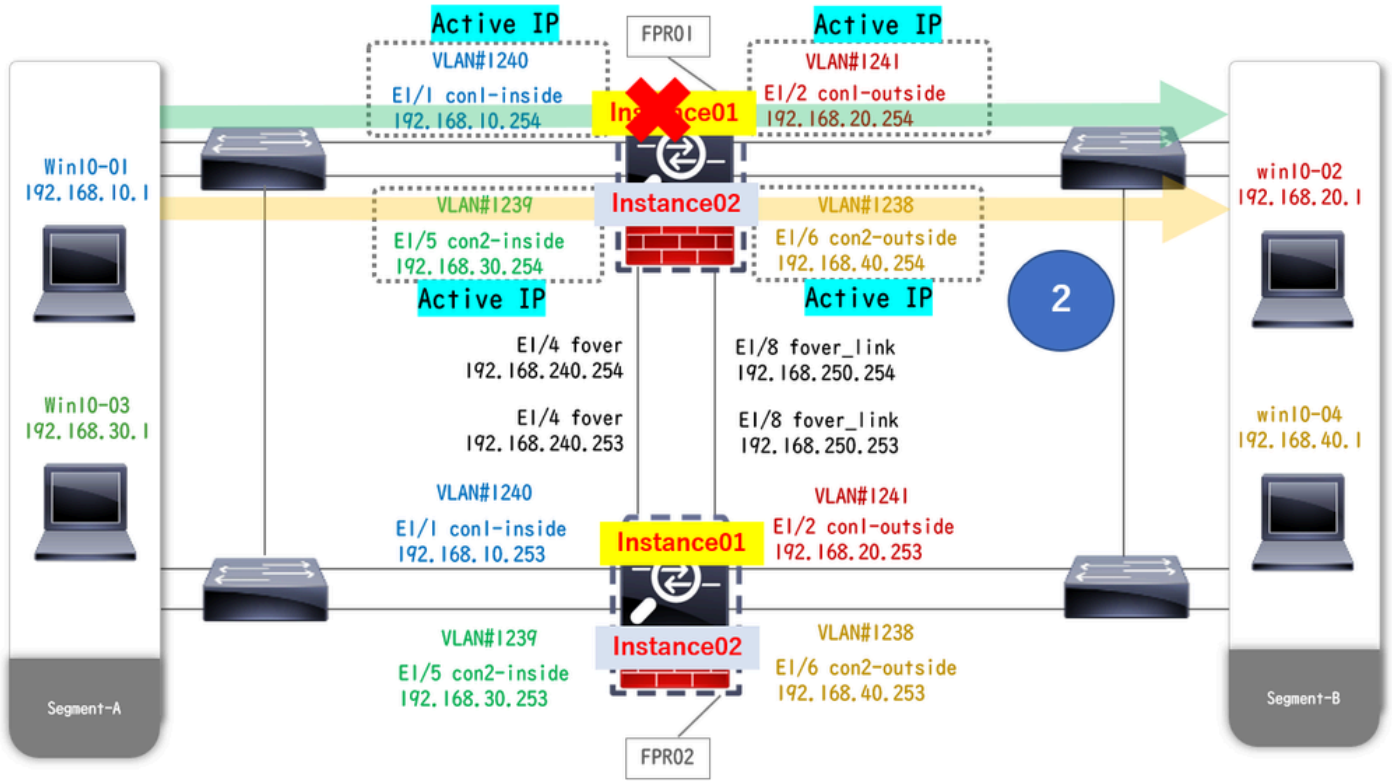 Active IP
FPR01
Active IP
VLAN#1240
VLAN#1241
E1/1 con1-inside
192.168.10.254
Instance01
E1/2 con1-outside
192.168.20.254
Win10-01
192.168.10.1
win10-02
192.168.20.1
VLAN#1239
Instance02
VLAN#1238
E1/5 con2-inside
192.168.30.254
E1/6 con2-outside
192.168.40.254
Active IP
Active IP
2
E1/4 fover
192.168.240.254
E1/8 fover_link
192.168.250.254
Win10-03
192.168.30.1
E1/4 fover
192.168.240.253
E1/8 fover_link
192.168.250.253
win10-04
192.168.40.1
VLAN#1240
VLAN#1241
E1/1 con1-inside
192.168.10.253
Instance01
E1/2 con1-outside
192.168.20.253
VLAN#1239
Instance02
VLAN#1238
E1/5 con2-inside
192.168.30.253
E1/6 con2-outside
192.168.40.253
Segment-A
Segment-B
FPR02